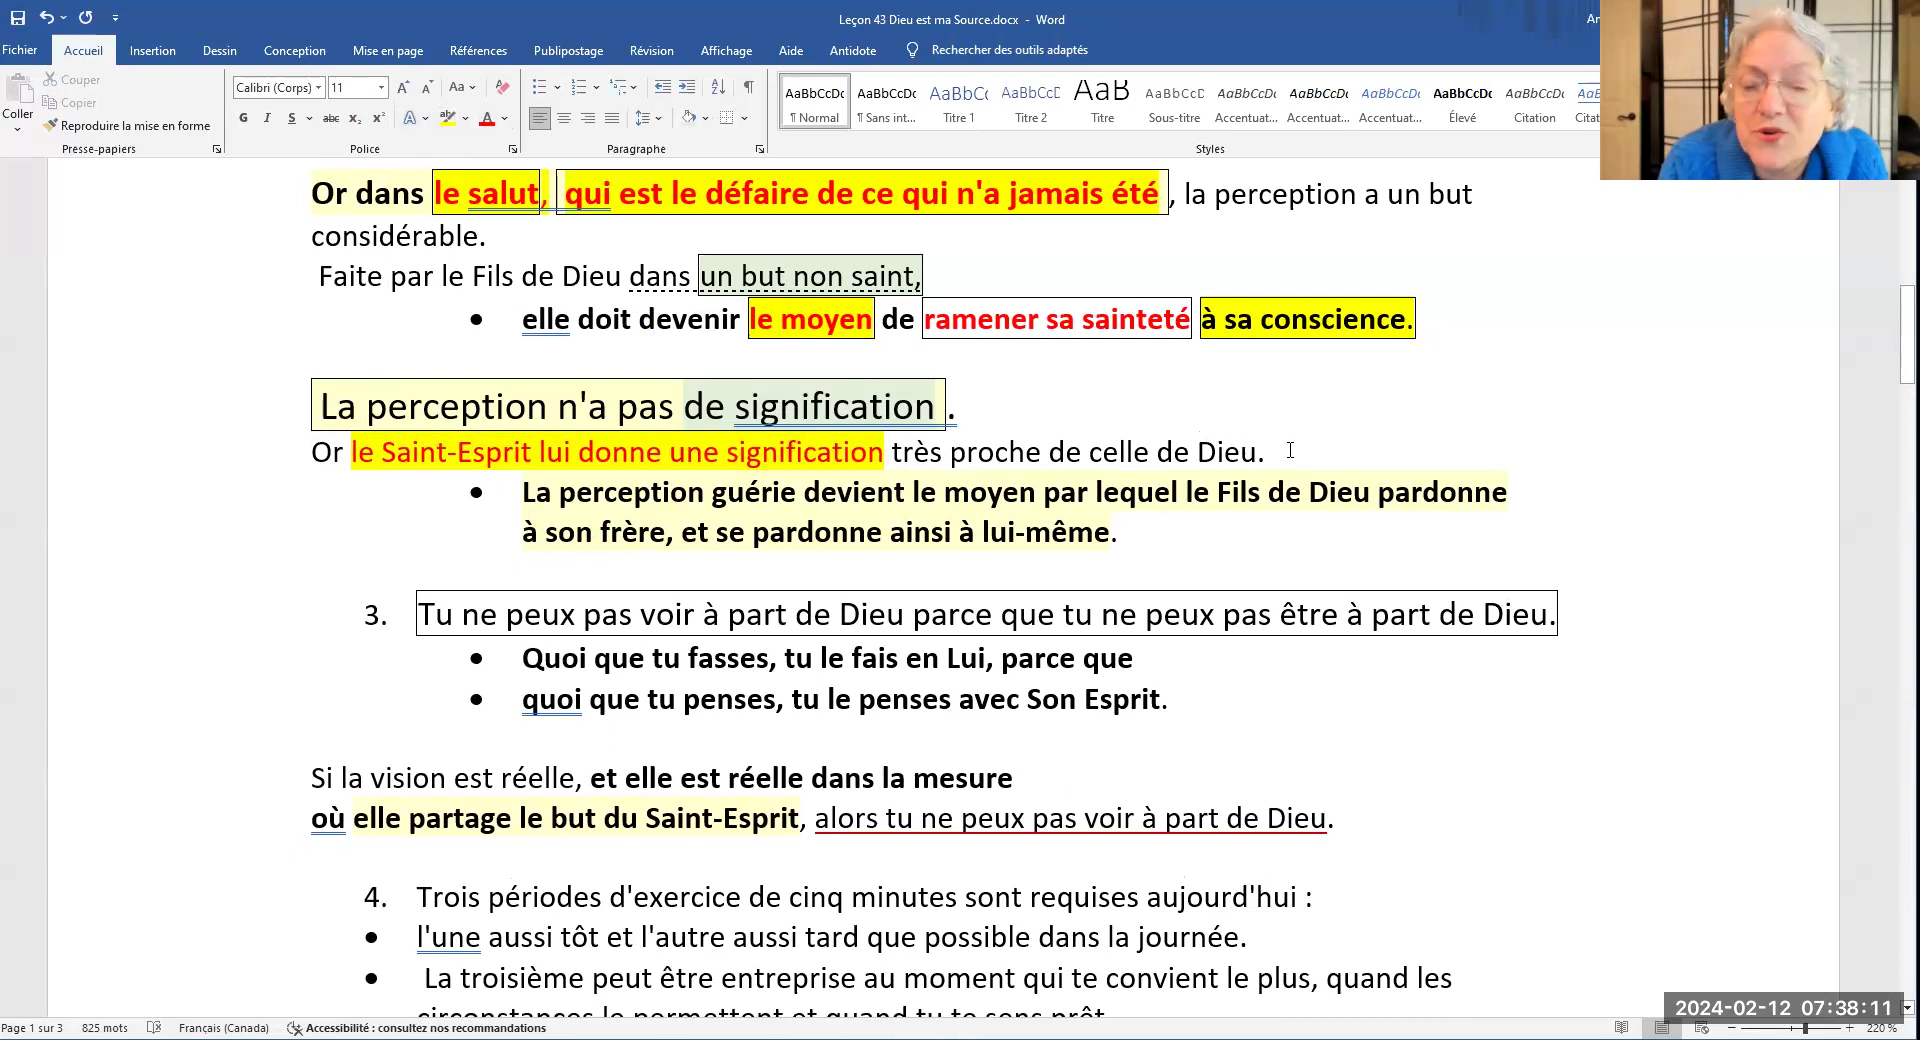 Leçon 43 Dieu est ma Source.docx - Word
Fichier Accueil Insertion Dessin Conception Mise en page Références Publipostage Révision Affichage Aide Antidote Rechercher des outils adaptés
Couper
Copier
Coller
Reproduire la mise en forme
Presse-papiers
Calibri (Corps) 11
Police
Paragraphe
AaBbCcDc AaBbCcDc AaBbCc AaBbCcD AaB AaBbCcD AaBbCcDc AaBbCcDc AaBbCcDc AaBbCcDc AaBbCcDc
¶ Normal ¶ Sans int... Titre 1 Titre 2 Titre Sous-titre Accentuat... Accentuat... Accentuat... Élevé Citation
Styles
Or dans le salut, qui est le défaire de ce qui n'a jamais été, la perception a un but
considérable.
Faite par le Fils de Dieu dans un but non saint,
• elle doit devenir le moyen de ramener sa sainteté à sa conscience.
La perception n'a pas de signification .
Or le Saint-Esprit lui donne une signification très proche de celle de Dieu.
• La perception guérie devient le moyen par lequel le Fils de Dieu pardonne
à son frère, et se pardonne ainsi à lui-même.
3. Tu ne peux pas voir à part de Dieu parce que tu ne peux pas être à part de Dieu.
• Quoi que tu fasses, tu le fais en Lui, parce que
• quoi que tu penses, tu le penses avec Son Esprit.
Si la vision est réelle, et elle est réelle dans la mesure
où elle partage le but du Saint-Esprit, alors tu ne peux pas voir à part de Dieu.
4. Trois périodes d'exercice de cinq minutes sont requises aujourd'hui :
• l'une aussi tôt et l'autre aussi tard que possible dans la journée.
• La troisième peut être entreprise au moment qui te convient le plus, quand les
circonstances le permettent et quand tu te sens prêt.
2024-02-12 07:38:11
Page 1 sur 3 825 mots Français (Canada) Accessibilité : consultez nos recommandations 220 %